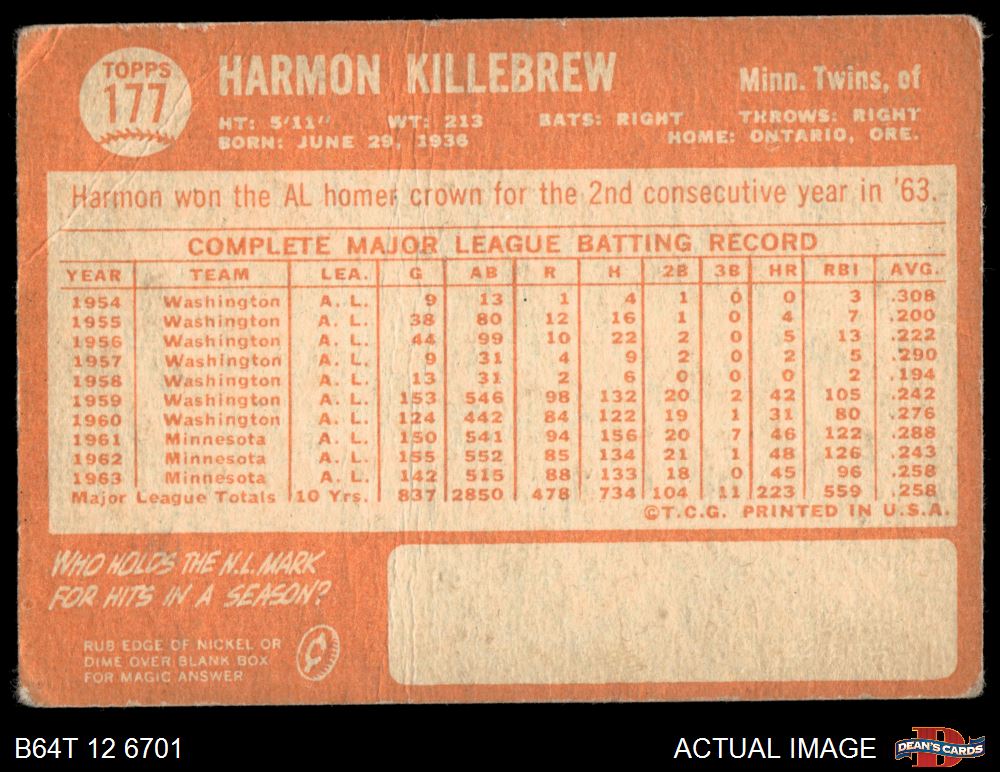 TOPPS
177
HARMON KILLEBREW
Minn. Twins, of
HT: 5'11" WT: 213 BATS: RIGHT THROWS: RIGHT
BORN: JUNE 29, 1936 HOME: ONTARIO, ORE.
Harmon won the AL homer crown for the 2nd consecutive year in '63.
COMPLETE MAJOR LEAGUE BATTING RECORD
YEAR TEAM LEA. G AB R H 2B 3B HR RBI AVG.
1954 Washington A. L. 9 13 1 4 1 0 0 3 .308
1955 Washington A. L. 38 80 12 16 1 0 4 7 .200
1956 Washington A. L. 44 99 10 22 2 0 5 13 .222
1957 Washington A. L. 9 31 4 9 2 0 2 5 .290
1958 Washington A. L. 13 31 2 6 0 0 0 2 .194
1959 Washington A. L. 153 546 98 132 20 2 42 105 .242
1960 Washington A. L. 124 442 84 122 19 1 31 80 .276
1961 Minnesota A. L. 150 541 94 156 20 7 46 122 .288
1962 Minnesota A. L. 155 552 85 134 21 1 48 126 .243
1963 Minnesota A. L. 142 515 88 133 18 0 45 96 .258
Major League Totals 10 Yrs. 837 2850 478 734 104 11 223 559 .258
©T.C.G. PRINTED IN U.S.A.
WHO HOLDS THE N.L. MARK
FOR HITS IN A SEASON?
RUB EDGE OF NICKEL OR
DIME OVER BLANK BOX
FOR MAGIC ANSWER
¢
B64T 12 6701
ACTUAL IMAGE
D
DEAN'S CARDS